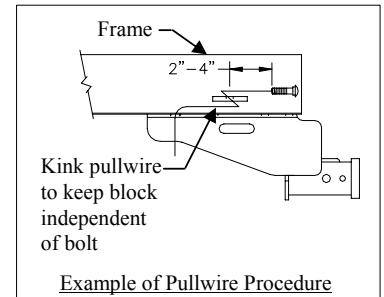 Frame
2"-4"
Kink pullwire
to keep block
independent
of bolt
Example of Pullwire Procedure